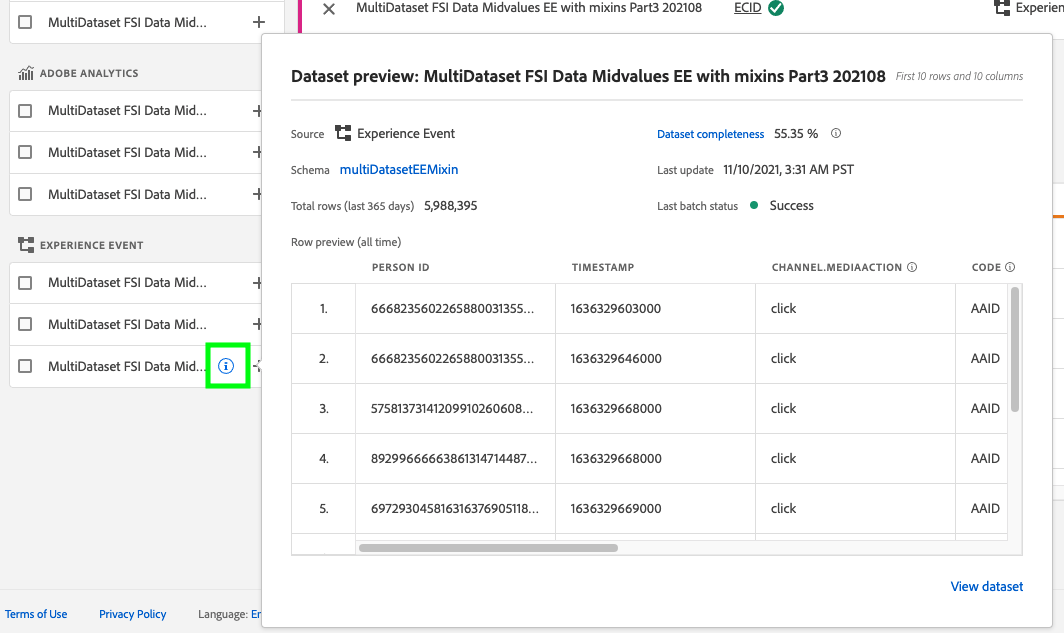 MultiDataset FSI Data Midvalues EE with mixins Part3 202108 ECID
MultiDataset FSI Data Mid...
ADOBE ANALYTICS
MultiDataset FSI Data Mid...
MultiDataset FSI Data Mid...
MultiDataset FSI Data Mid...
EXPERIENCE EVENT
MultiDataset FSI Data Mid...
MultiDataset FSI Data Mid...
MultiDataset FSI Data Mid...
Dataset preview: MultiDataset FSI Data Midvalues EE with mixins Part3 202108 First 10 rows and 10 columns
Source Experience Event Dataset completeness 55.35 %
Schema multiDatasetEEMixin Last update 11/10/2021, 3:31 AM PST
Total rows (last 365 days) 5,988,395 Last batch status Success
Row preview (all time)
PERSON ID TIMESTAMP CHANNEL.MEDIAACTION CODE
1. 6668235602265880031355... 1636329603000 click AAID
2. 6668235602265880031355... 1636329646000 click AAID
3. 5758137314120991026060​8... 1636329668000 click AAID
4. 8929966666386131471448​7... 1636329668000 click AAID
5. 6972930458163163769051​18... 1636329669000 click AAID
View dataset
Terms of Use Privacy Policy Language: